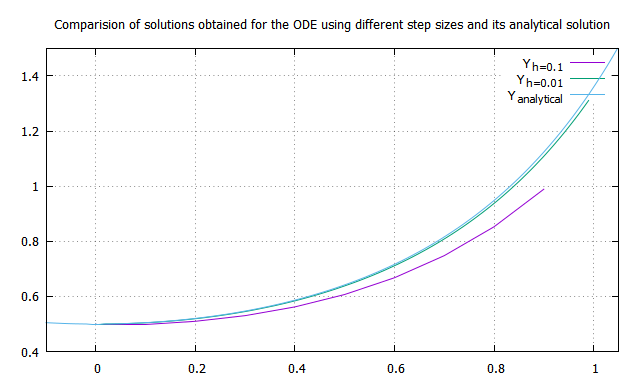 Comparision of solutions obtained for the ODE using different step sizes and its analytical solution
Y h=0.1
Y h=0.01
Y analytical
1.4
1.2
1
0.8
0.6
0.4
0 0.2 0.4 0.6 0.8 1